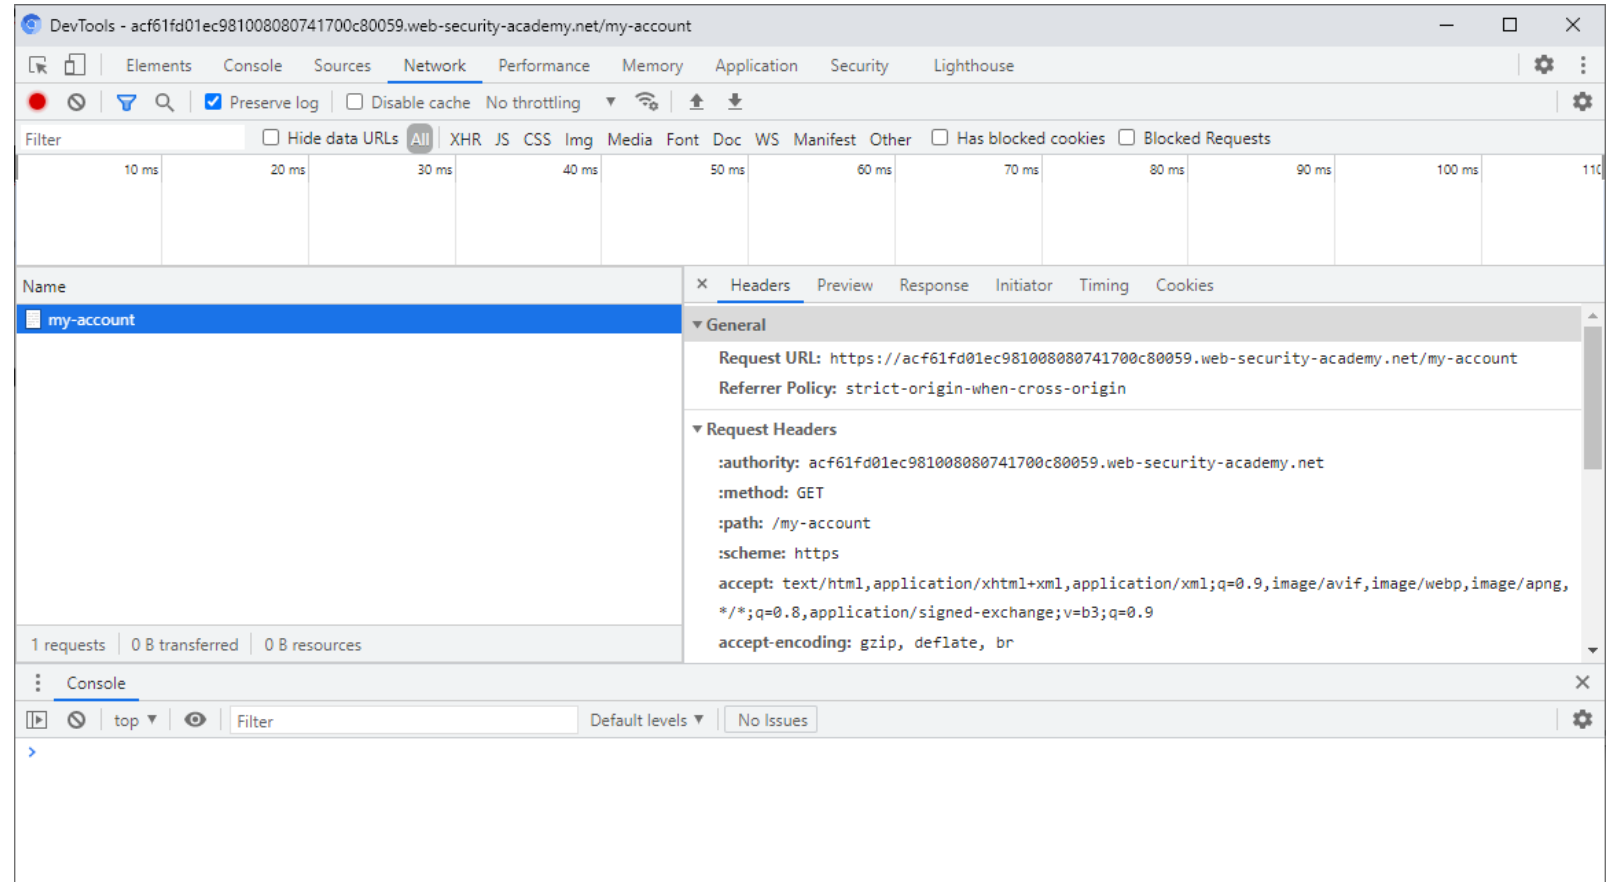 DevTools - acf61fd01ec981008080741700c80059.web-security-academy.net/my-account
Elements Console Sources Network Performance Memory Application Security Lighthouse
Preserve log Disable cache No throttling
Filter Hide data URLs All XHR JS CSS Img Media Font Doc WS Manifest Other Has blocked cookies Blocked Requests
10 ms 20 ms 30 ms 40 ms 50 ms 60 ms 70 ms 80 ms 90 ms 100 ms 110
Name
my-account
1 requests 0 B transferred 0 B resources
× Headers Preview Response Initiator Timing Cookies
General
Request URL: https://acf61fd01ec981008080741700c80059.web-security-academy.net/my-account
Referrer Policy: strict-origin-when-cross-origin
Request Headers
:authority: acf61fd01ec981008080741700c80059.web-security-academy.net
:method: GET
:path: /my-account
:scheme: https
accept: text/html,application/xhtml+xml,application/xml;q=0.9,image/avif,image/webp,image/apng,
*/*;q=0.8,application/signed-exchange;v=b3;q=0.9
accept-encoding: gzip, deflate, br
Console
top Filter Default levels No Issues
>